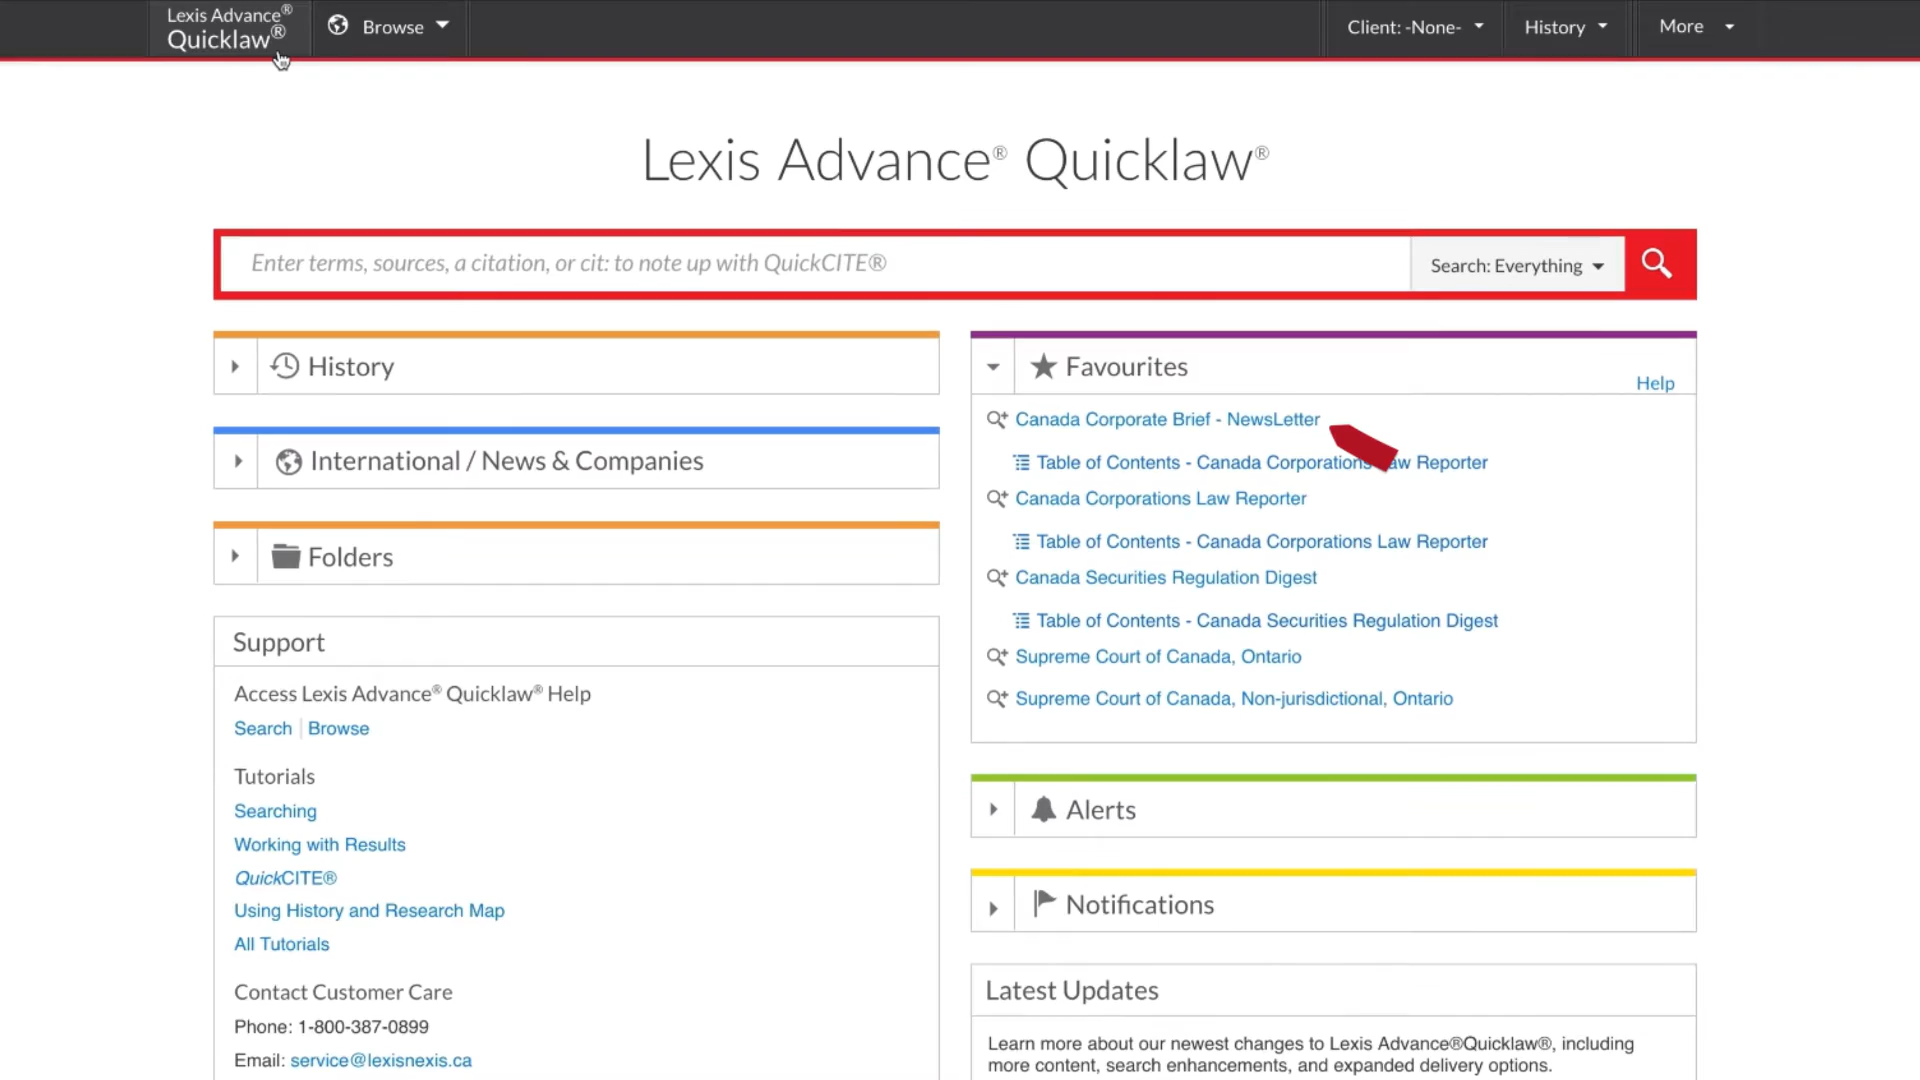 Lexis Advance®
Quicklaw®
Browse
Client: -None-
History
More
Lexis Advance® Quicklaw®
Enter terms, sources, a citation, or cit: to note up with QuickCITE®
Search: Everything
History
International / News & Companies
Folders
Support
Access Lexis Advance® Quicklaw® Help
Search | Browse
Tutorials
Searching
Working with Results
QuickCITE®
Using History and Research Map
All Tutorials
Contact Customer Care
Phone: 1-800-387-0899
Email: service@lexisnexis.ca
Favourites
Help
Canada Corporate Brief - NewsLetter
Table of Contents - Canada Corporations Law Reporter
Canada Corporations Law Reporter
Table of Contents - Canada Corporations Law Reporter
Canada Securities Regulation Digest
Table of Contents - Canada Securities Regulation Digest
Supreme Court of Canada, Ontario
Supreme Court of Canada, Non-jurisdictional, Ontario
Alerts
Notifications
Latest Updates
Learn more about our newest changes to Lexis Advance®Quicklaw®, including
more content, search enhancements, and expanded delivery options.